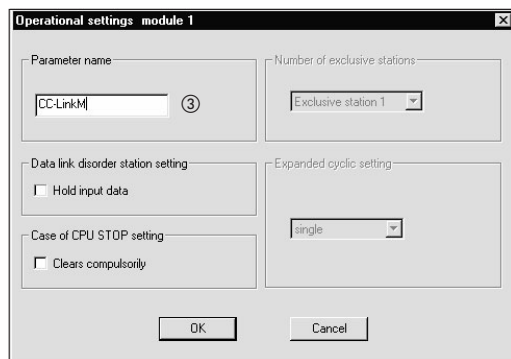 Operational settings module 1
Parameter name
CC-LinkM
③
Number of exclusive stations
Exclusive station 1
Data link disorder station setting
Hold input data
Expanded cyclic setting
single
Case of CPU STOP setting
Clears compulsorily
OK
Cancel